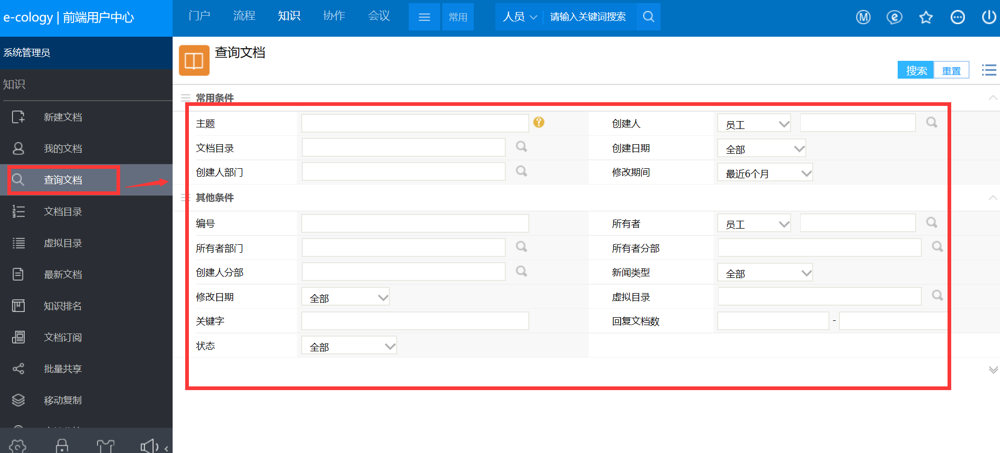 e-cology | 前端用户中心
门户 流程 知识 协作 会议 常用 人员 请输入关键词搜索
系统管理员
知识
新建文档
我的文档
查询文档
文档目录
虚拟目录
最新文档
知识排名
文档订阅
批量共享
移动复制
查询文档
搜索 重置
常用条件
主题 创建人 员工
文档目录 创建日期 全部
创建人部门 修改期间 最近6个月
其他条件
编号 所有者 员工
所有者部门 所有者分部
创建人分部 新闻类型 全部
修改日期 全部 虚拟目录
关键字 回复文档数 -
状态 全部